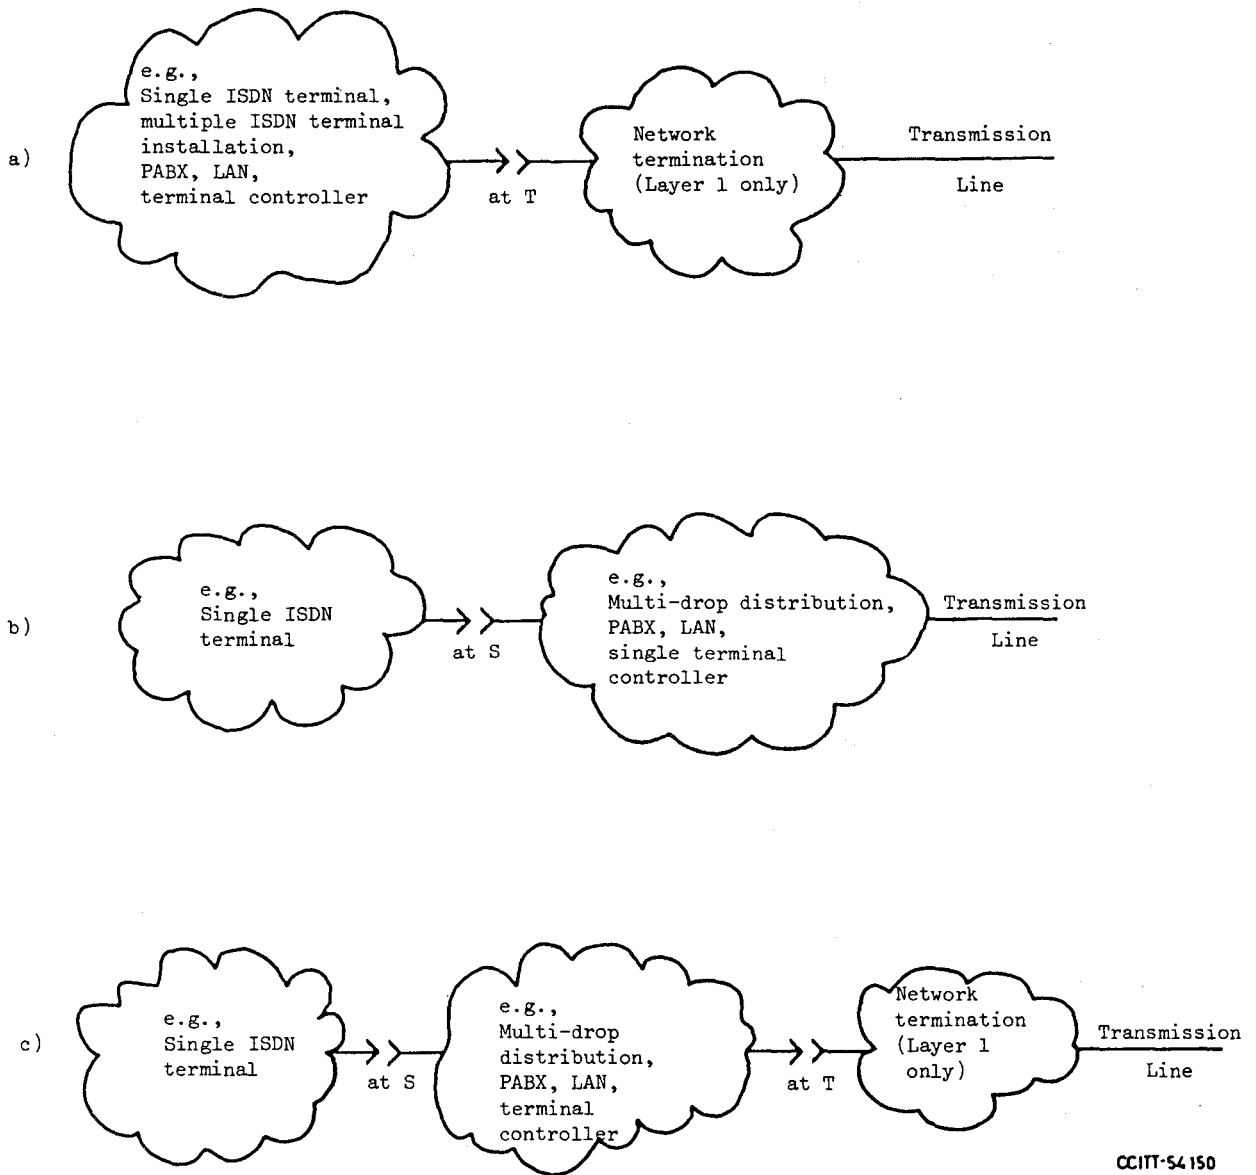 a)
e.g.,
Single ISDN terminal,
multiple ISDN terminal
installation,
PABX, LAN,
terminal controller
at T
Network
termination
(Layer 1 only)
Transmission
Line
b)
e.g.,
Single ISDN
terminal
at S
e.g.,
Multi-drop distribution,
PABX, LAN,
single terminal
controller
Transmission
Line
c)
e.g.,
Single ISDN
terminal
at S
e.g.,
Multi-drop
distribution,
PABX, LAN,
terminal
controller
at T
Network
termination
(Layer 1
only)
Transmission
Line
CCITT-54150